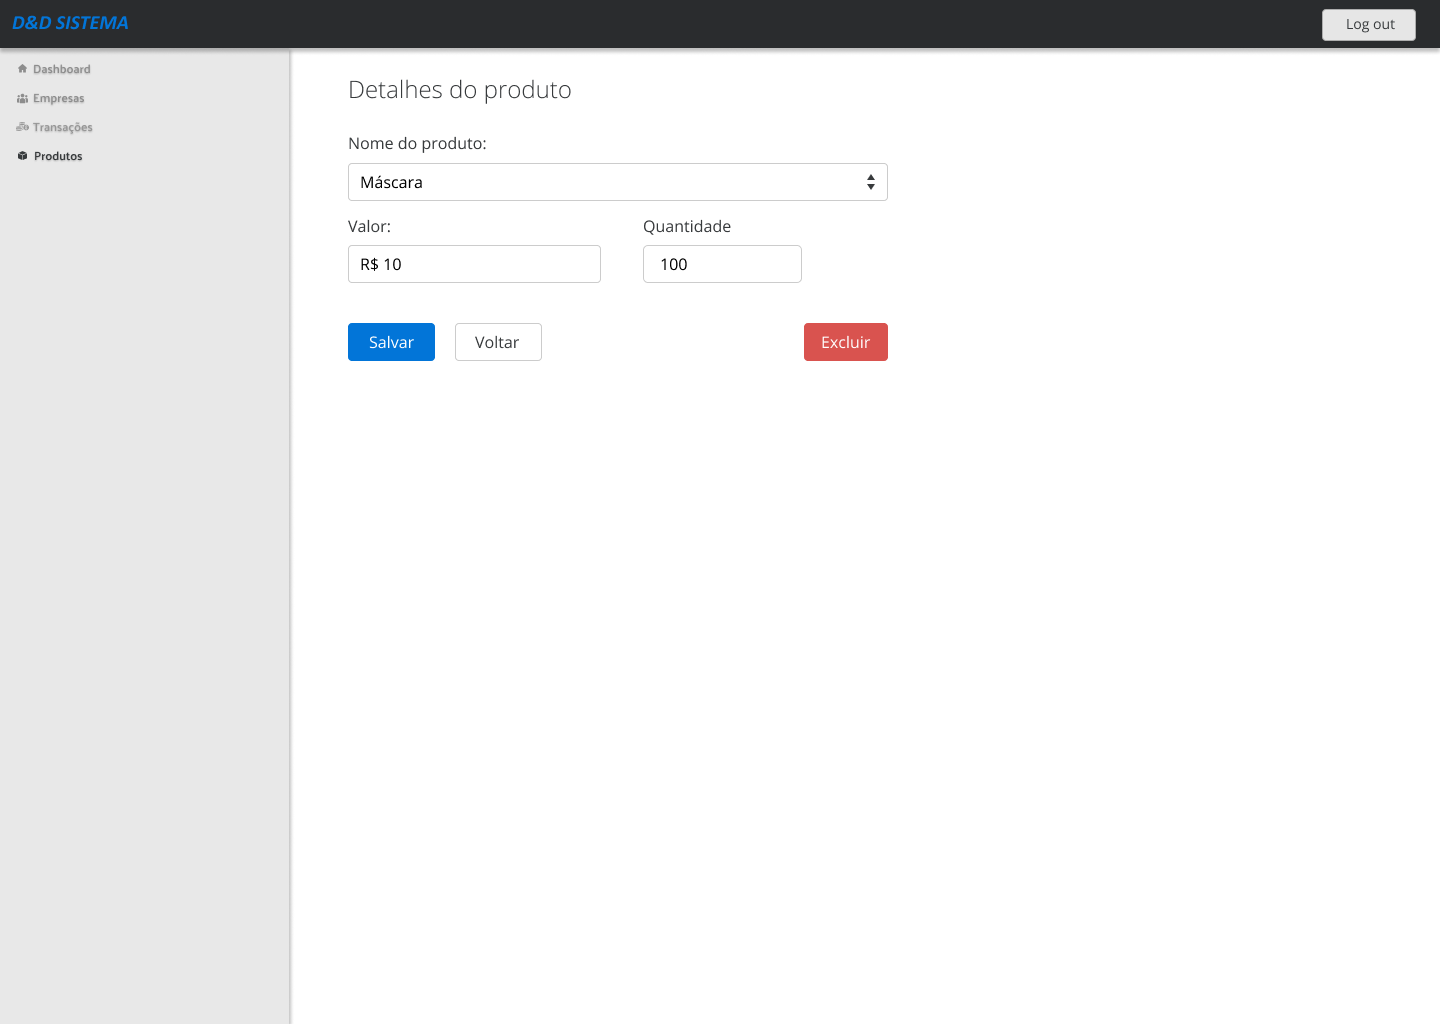 D&D SISTEMA
Log out
Dashboard
Empresas
Transações
Produtos
Detalhes do produto
Nome do produto:
Máscara
Valor:
Quantidade
R$ 10
100
Salvar
Voltar
Excluir